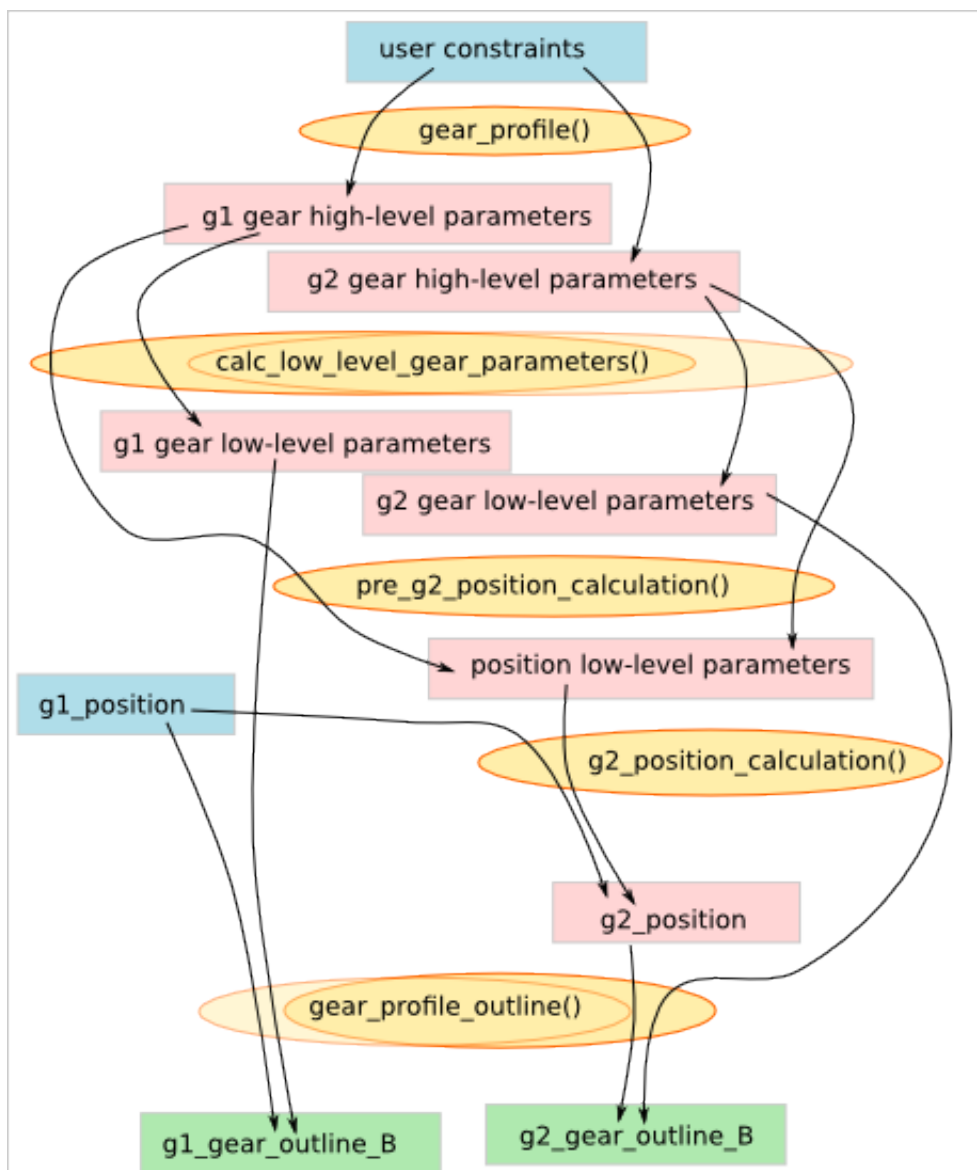 user constraints
gear_profile()
g1 gear high-level parameters
g2 gear high-level parameters
calc_low_level_gear_parameters()
g1 gear low-level parameters
g2 gear low-level parameters
pre_g2_position_calculation()
position low-level parameters
g1_position
g2_position_calculation()
g2_position
gear_profile_outline()
g1_gear_outline_B
g2_gear_outline_B